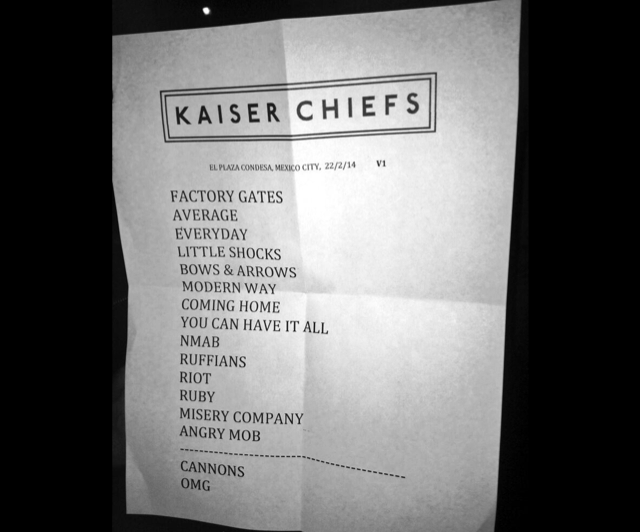 KAISER CHIEFS
EL PLAZA CONDESA, MEXICO CITY, 22/2/14 V1
FACTORY GATES
AVERAGE
EVERYDAY
LITTLE SHOCKS
BOWS & ARROWS
MODERN WAY
COMING HOME
YOU CAN HAVE IT ALL
NMAB
RUFFIANS
RIOT
RUBY
MISERY COMPANY
ANGRY MOB
--------------------------------------------
CANNONS
OMG